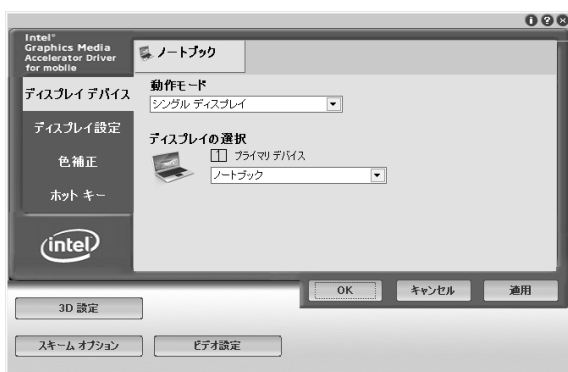 Intel®
Graphics Media
Accelerator Driver
for mobile
ノートブック
ディスプレイ デバイス
ディスプレイ設定
色補正
ホット キー
intel
動作モード
シングル ディスプレイ
ディスプレイの選択
1 プライマリ デバイス
ノートブック
OK
キャンセル
適用
3D 設定
スキーム オプション
ビデオ設定